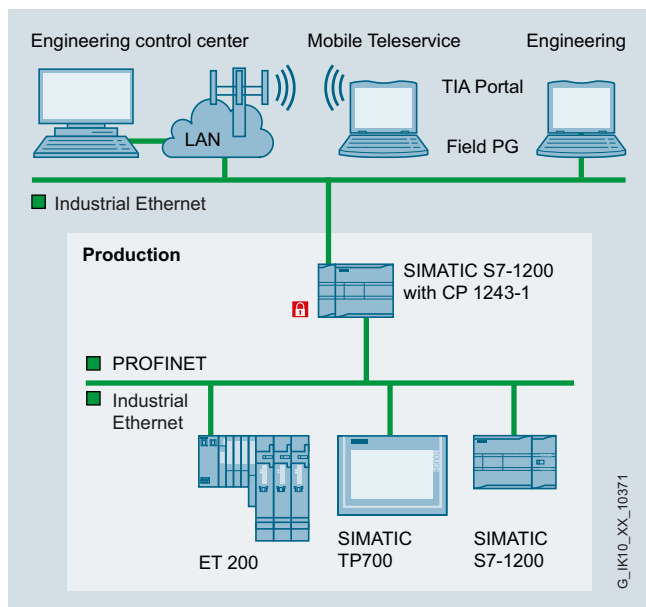 Engineering control center
Mobile Teleservice
Engineering
TIA Portal
LAN
Field PG
Industrial Ethernet
Production
SIMATIC S7-1200
with CP 1243-1
PROFINET
Industrial
Ethernet
ET 200
SIMATIC
TP700
SIMATIC
S7-1200
G_IK10_XX_10371